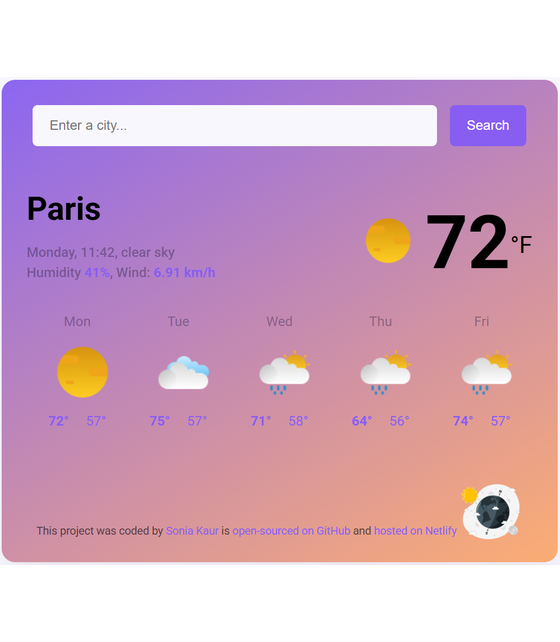 Enter a city...
Search
Paris
72°F
Monday, 11:42, clear sky
Humidity 41%, Wind: 6.91 km/h
Mon Tue Wed Thu Fri
72° 57° 75° 57° 71° 58° 64° 56° 74° 57°
This project was coded by Sonia Kaur is open-sourced on GitHub and hosted on Netlify